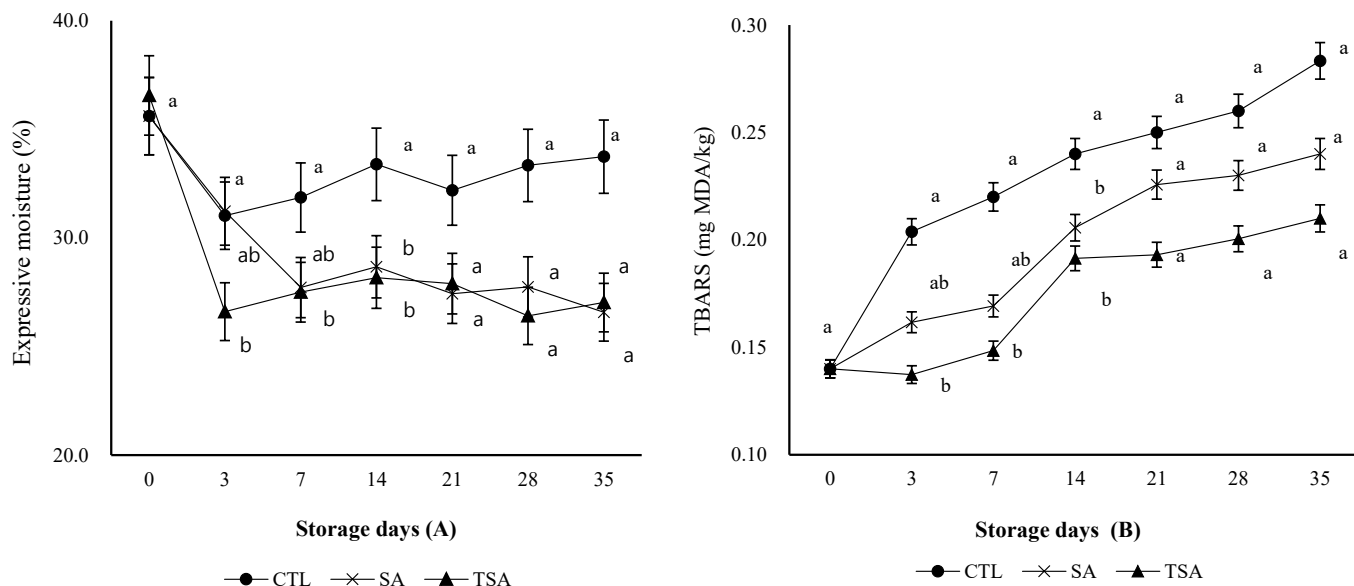 40.0
30.0
20.0
Expressive moisture (%)
a
a
a
a
a
a
a
ab
ab
b
a
a
a
b
b
b
a
a
a
0 3 7 14 21 28 35
Storage days (A)
CTL SA TSA
0.30
0.25
0.20
0.15
0.10
TBARS (mg MDA/kg)
a
a
a
a
a
a
a
ab
ab
b
a
a
a
b
b
b
a
a
a
0 3 7 14 21 28 35
Storage days (B)
CTL SA TSA